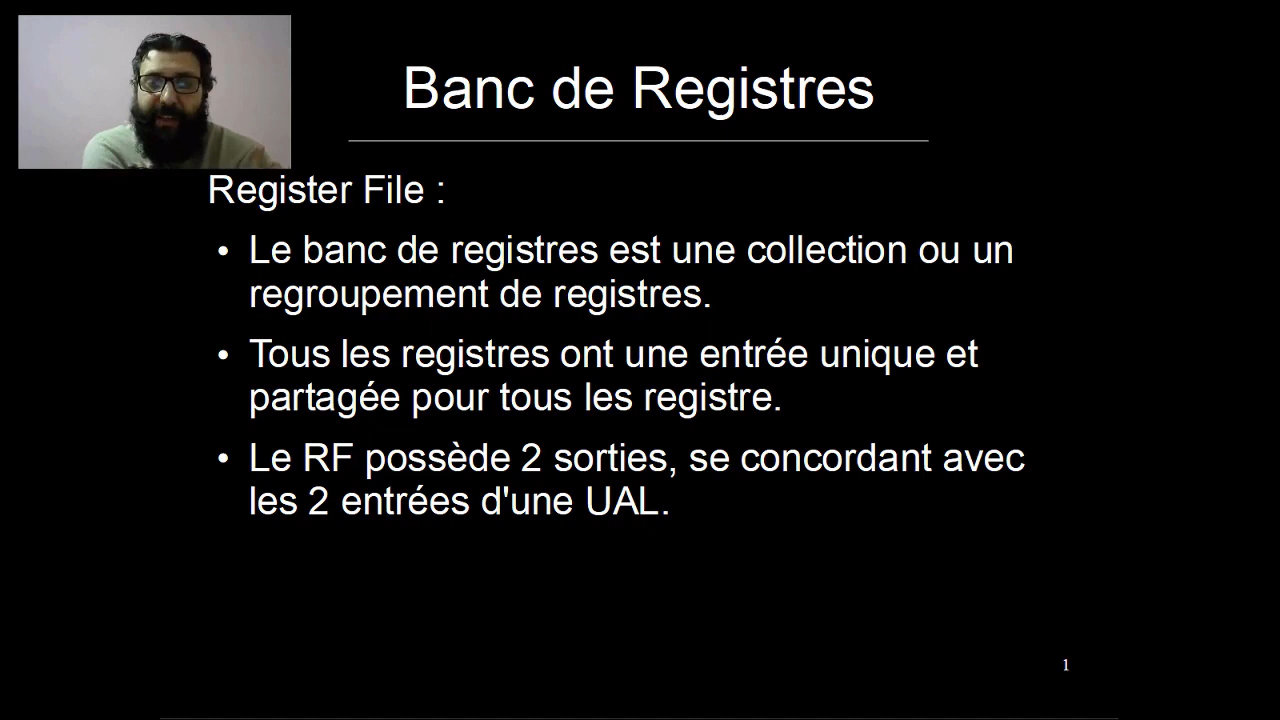 Banc de Registres
Register File :
• Le banc de registres est une collection ou un
regroupement de registres.
• Tous les registres ont une entrée unique et
partagée pour tous les registre.
• Le RF possède 2 sorties, se concordant avec
les 2 entrées d'une UAL.
1